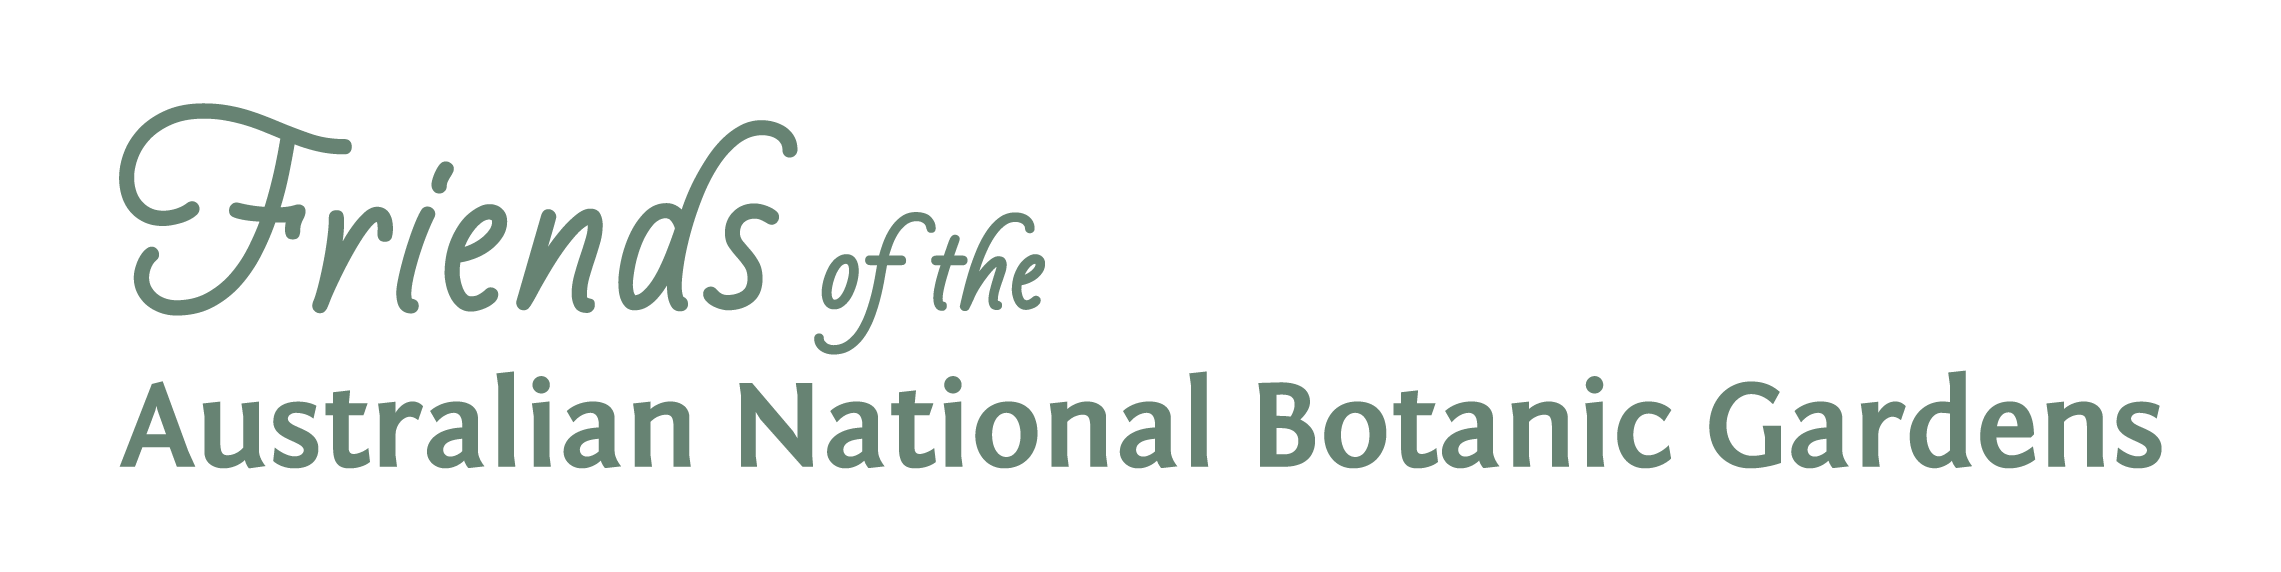 Friends of the
Australian National Botanic Gardens